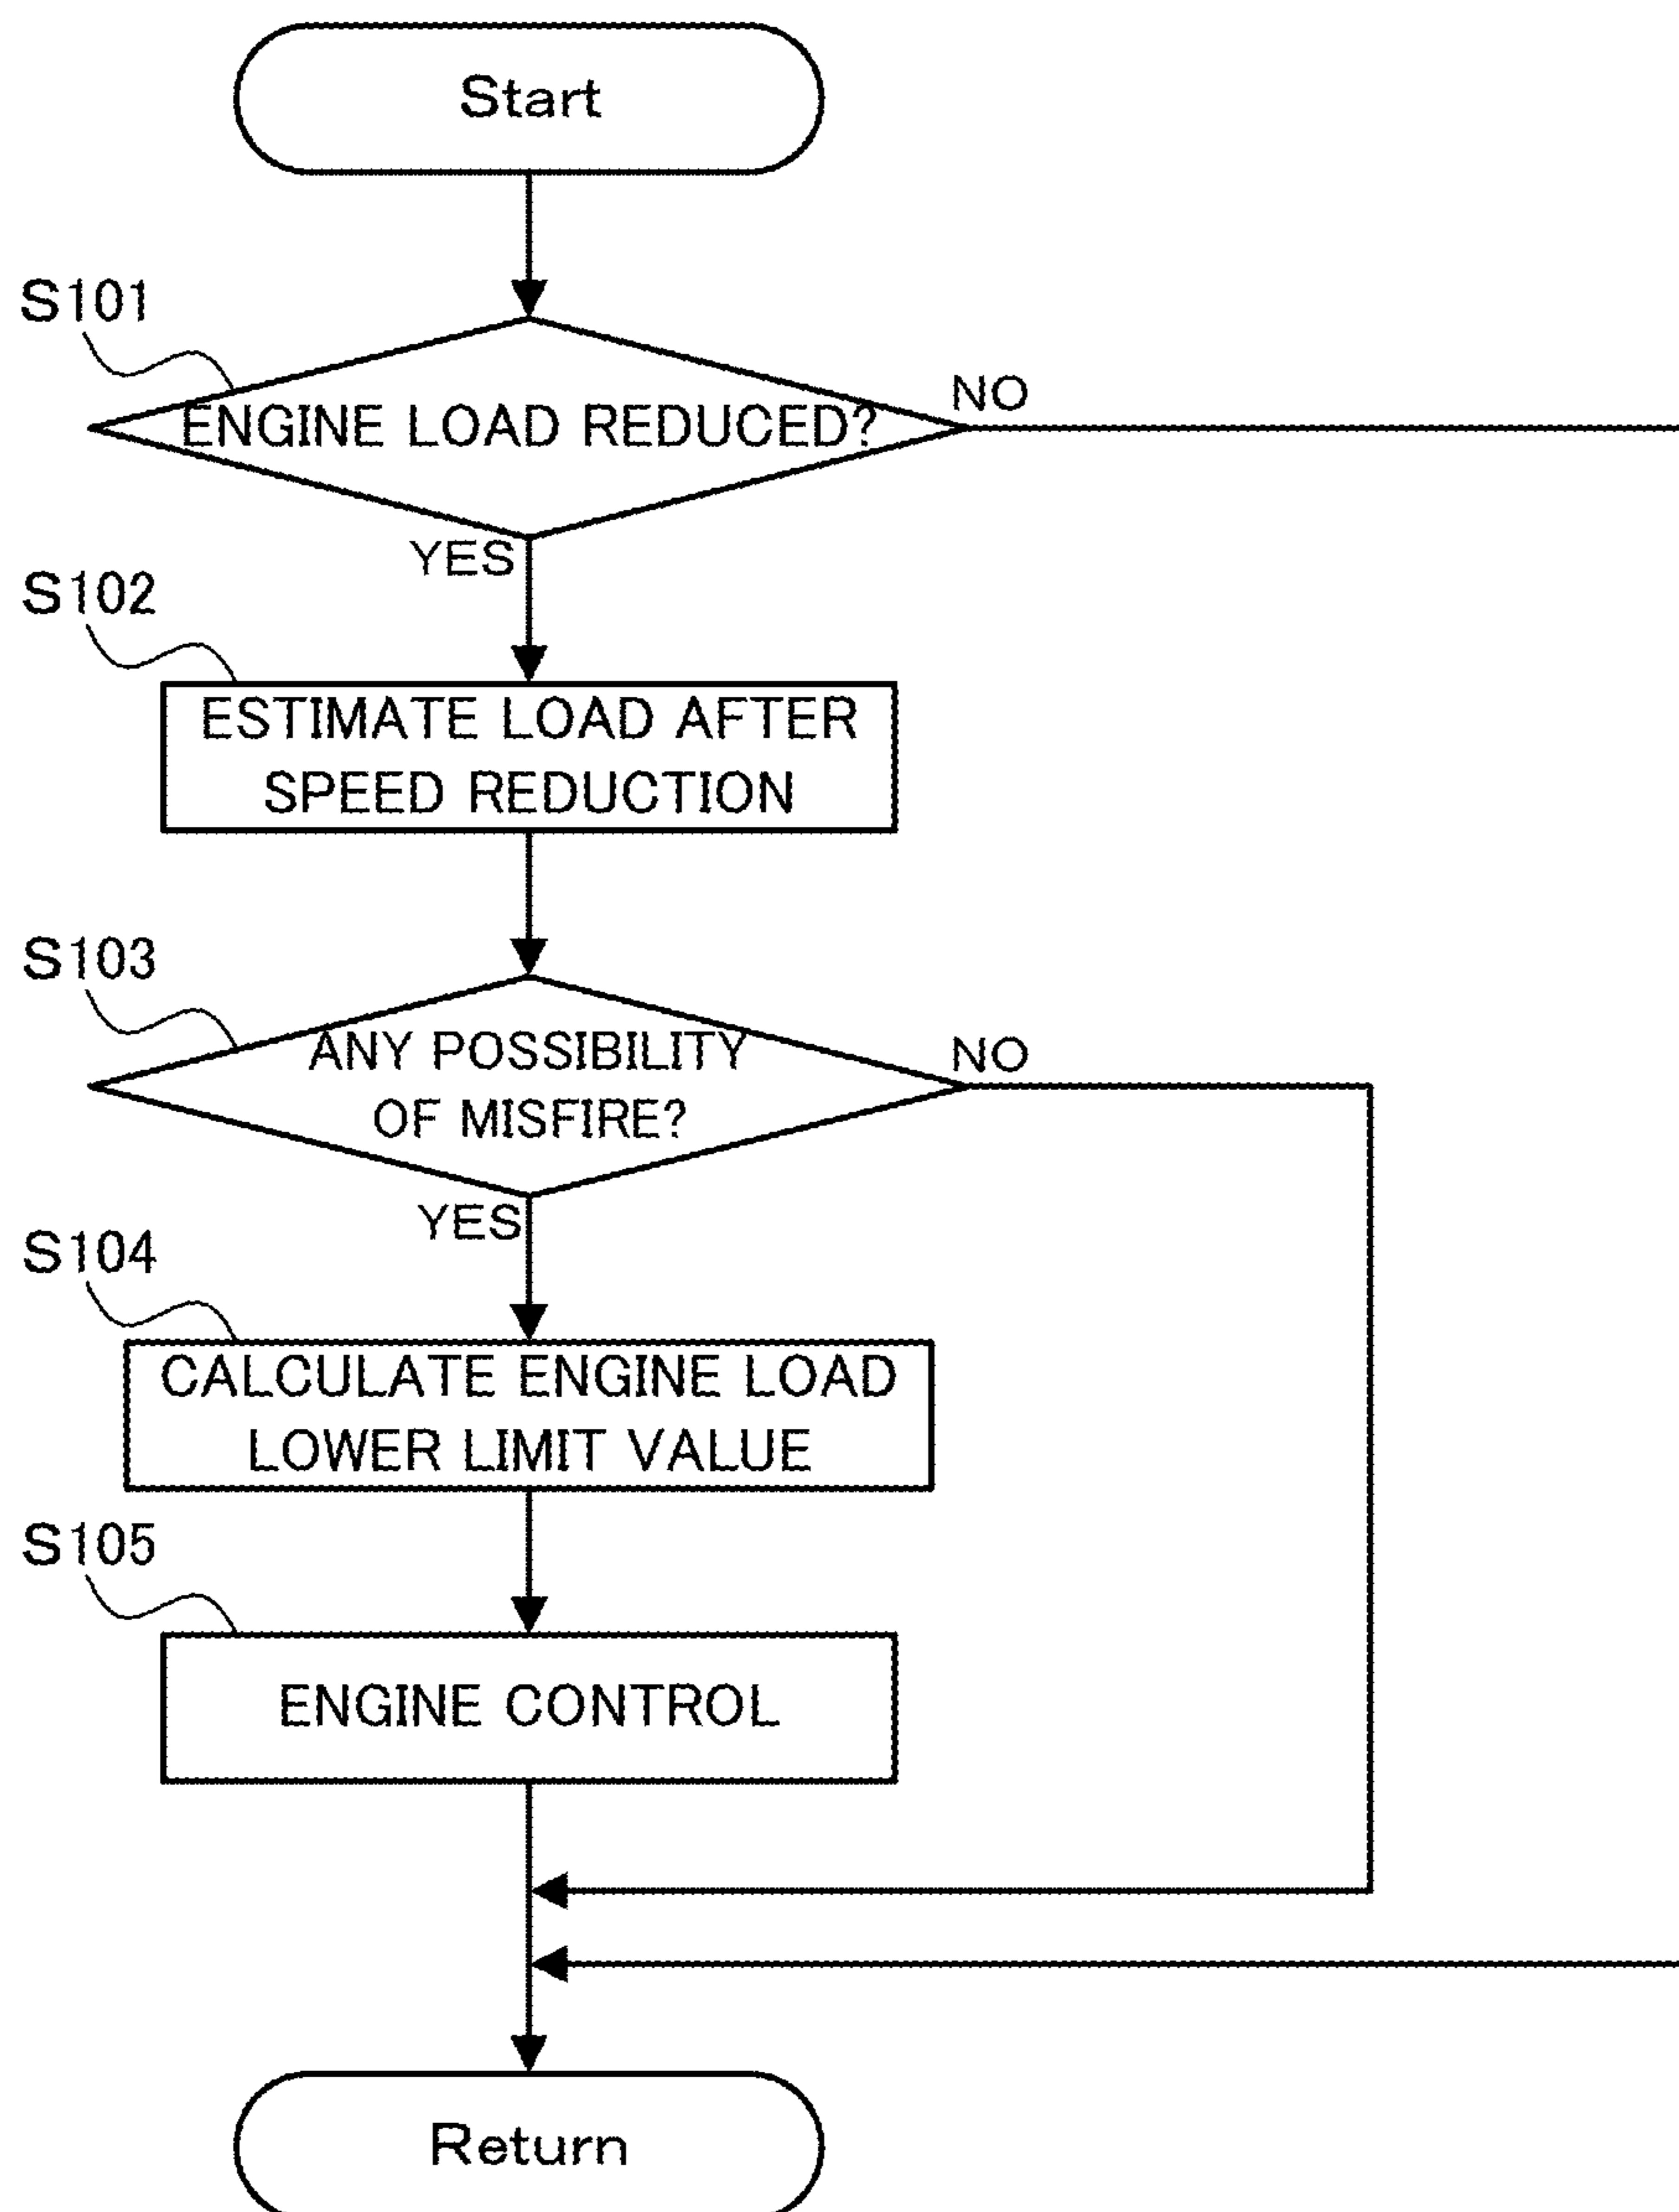 Start
S101
ENGINE LOAD REDUCED?
NO
YES
S102
ESTIMATE LOAD AFTER
SPEED REDUCTION
S103
ANY POSSIBILITY
OF MISFIRE?
NO
YES
S104
CALCULATE ENGINE LOAD
LOWER LIMIT VALUE
S105
ENGINE CONTROL
Return